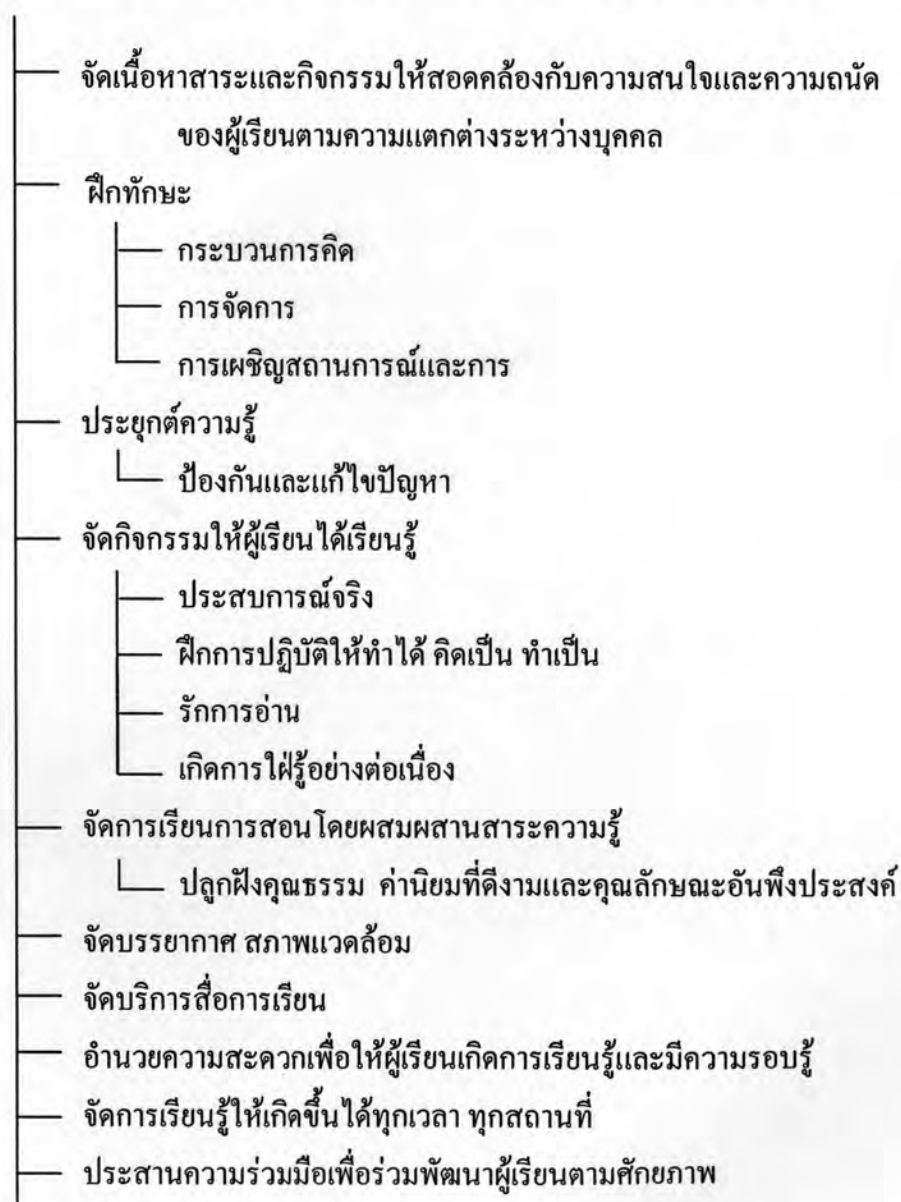 จัดเนื้อหาสาระและกิจกรรมให้สอดคล้องกับความสนใจและความถนัด
ของผู้เรียนตามความแตกต่างระหว่างบุคคล
ฝึกทักษะ
กระบวนการคิด
การจัดการ
การเผชิญสถานการณ์และการ
ประยุกต์ความรู้
ป้องกันและแก้ไขปัญหา
จัดกิจกรรมให้ผู้เรียนได้เรียนรู้
ประสบการณ์จริง
ฝึกการปฏิบัติให้ทำได้ คิดเป็น ทำเป็น
รักการอ่าน
เกิดการใฝ่รู้อย่างต่อเนื่อง
จัดการเรียนการสอนโดยผสมผสานสาระความรู้
ปลูกฝังคุณธรรม ค่านิยมที่ดีงามและคุณลักษณะอันพึงประสงค์
จัดบรรยากาศ สภาพแวดล้อม
จัดบริการสื่อการเรียน
อำนวยความสะดวกเพื่อให้ผู้เรียนเกิดการเรียนรู้และมีความรอบรู้
จัดการเรียนรู้ให้เกิดขึ้นได้ทุกเวลา ทุกสถานที่
ประสานความร่วมมือเพื่อร่วมพัฒนาผู้เรียนตามศักยภาพ